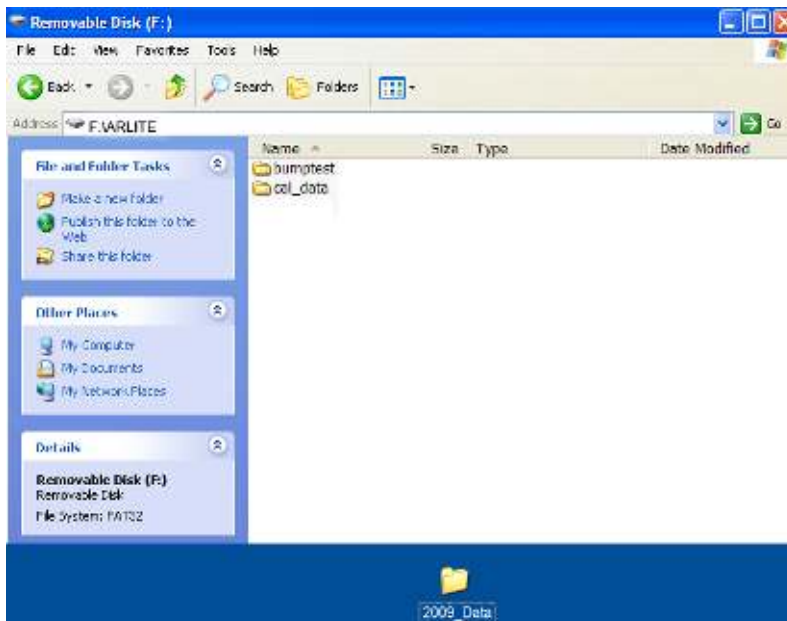 Removable Disk (F:)
File Edit View Favorites Tools Help
Back Search Folders
Address F:\ARLITE Go
Name Size Type Date Modified
File and Folder Tasks
Make a new folder
Publish this folder to the
Web
Share this folder
bumptest
cal_data
Other Places
My Computer
My Documents
My Network Places
Details
Removable Disk (F:)
Removable Disk
File System: FAT32
2009_Data